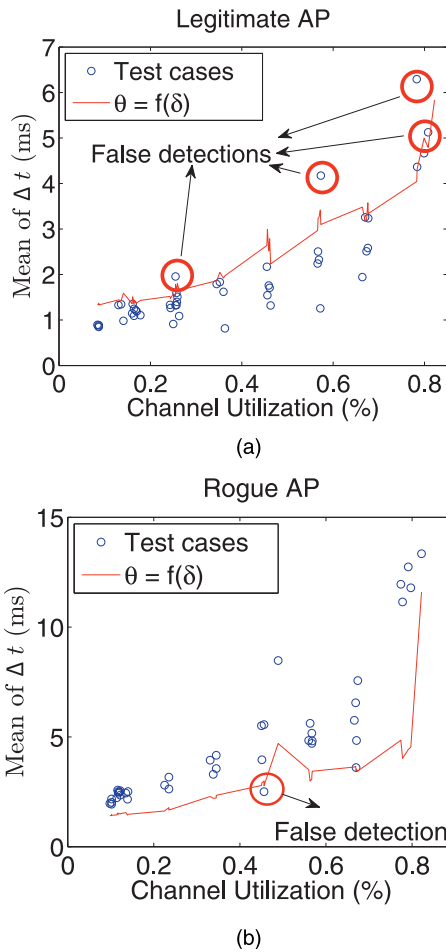 Legitimate AP
7
6
5
4
3
2
1
0
Mean of Δ t (ms)
Test cases
θ = f(δ)
False detections
0
0.2
0.4
0.6
0.8
Channel Utilization (%)
(a)
Rogue AP
15
10
5
0
Mean of Δ t (ms)
Test cases
θ = f(δ)
False detection
0
0.2
0.4
0.6
0.8
Channel Utilization (%)
(b)